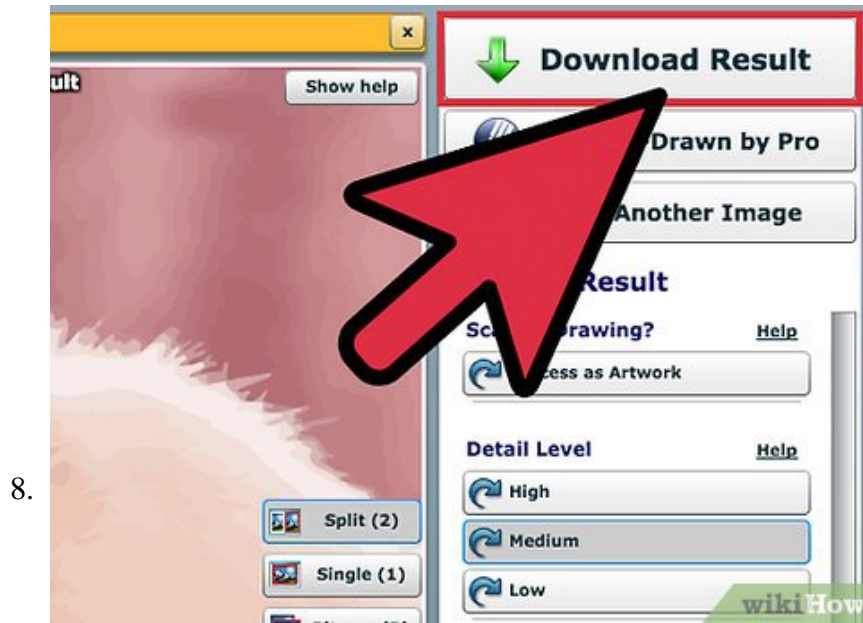 x
Download Result
ult
Show help
Drawn by Pro
Another Image
Result
Drawing?
Help
as Artwork
Detail Level
Help
High
8.
Split (2)
Medium
Single (1)
Low
wikiHow